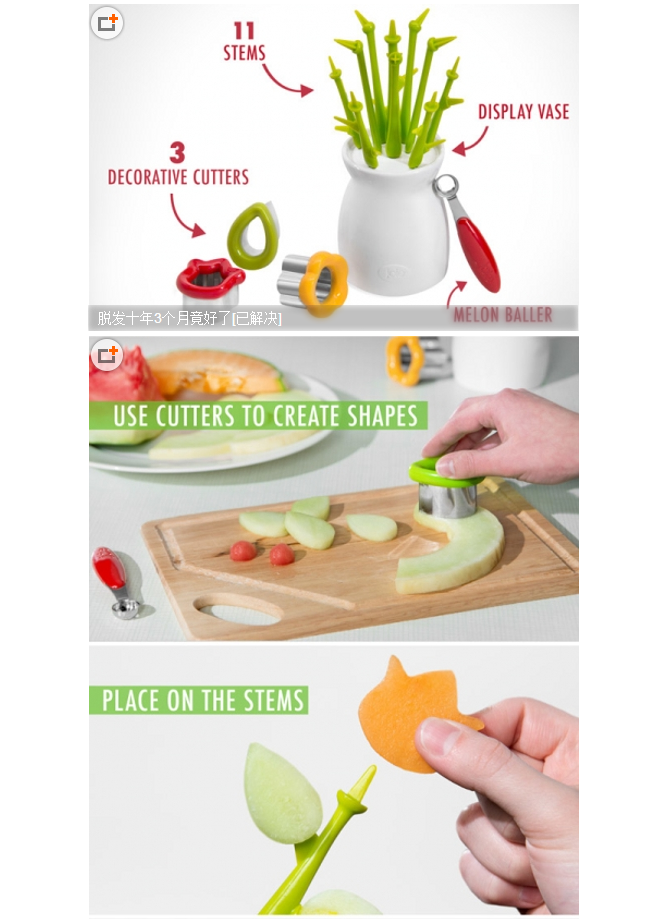 11
STEMS
DISPLAY VASE
3
DECORATIVE CUTTERS
MELON BALLER
脱发十年3个月竟好了[已解决]
USE CUTTERS TO CREATE SHAPES
PLACE ON THE STEMS